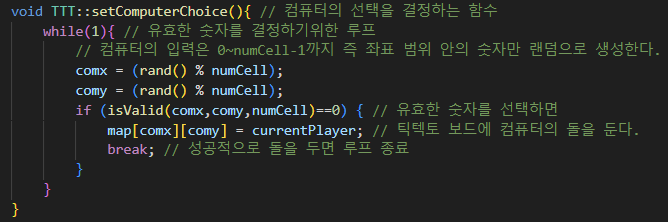 void TTT::setComputerChoice(){ // 컴퓨터의 선택을 결정하는 함수
while(1){ // 유효한 숫자를 결정하기위한 루프
// 컴퓨터의 입력은 0~numCell-1까지 즉 좌표 범위 안의 숫자만 랜덤으로 생성한다.
comx = (rand() % numCell);
comy = (rand() % numCell);
if (isValid(comx,comy,numCell)==0) { // 유효한 숫자를 선택하면
map[comx][comy] = currentPlayer; // 틱텍토 보드에 컴퓨터의 돌을 둔다.
break; // 성공적으로 돌을 두면 루프 종료
}
}
}